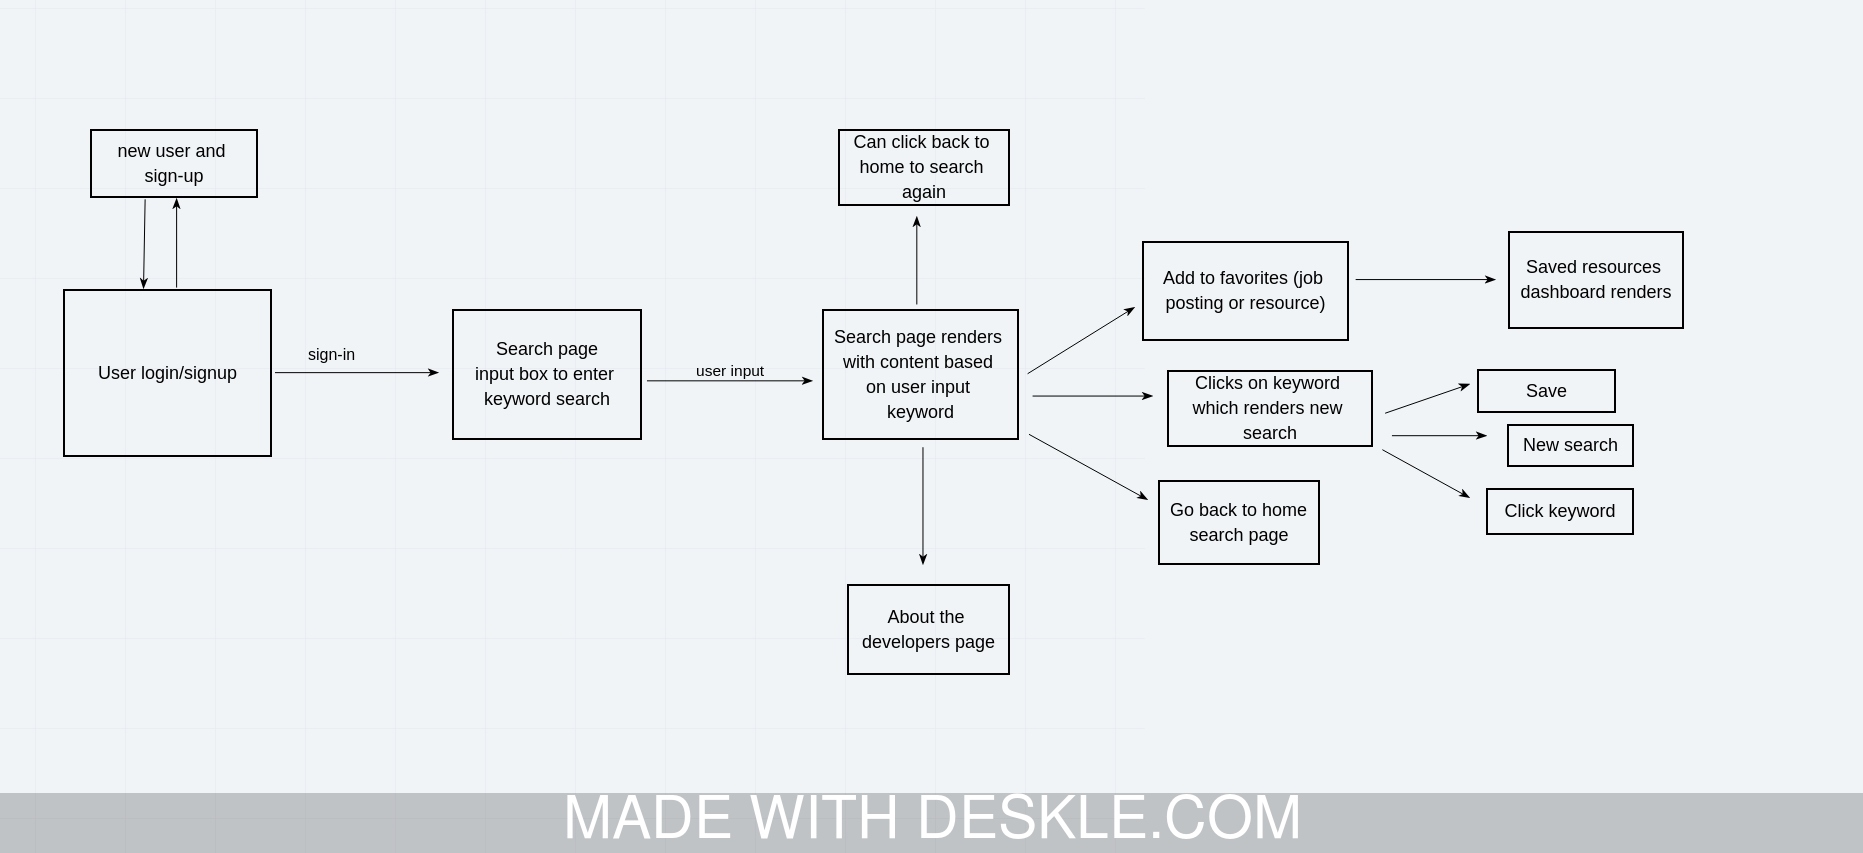 new user and
sign-up
User login/signup
sign-in
Search page
input box to enter
keyword search
user input
Can click back to
home to search
again
Search page renders
with content based
on user input
keyword
About the
developers page
Add to favorites (job
posting or resource)
Saved resources
dashboard renders
Clicks on keyword
which renders new
search
Save
New search
Click keyword
Go back to home
search page
MADE WITH DESKLE.COM